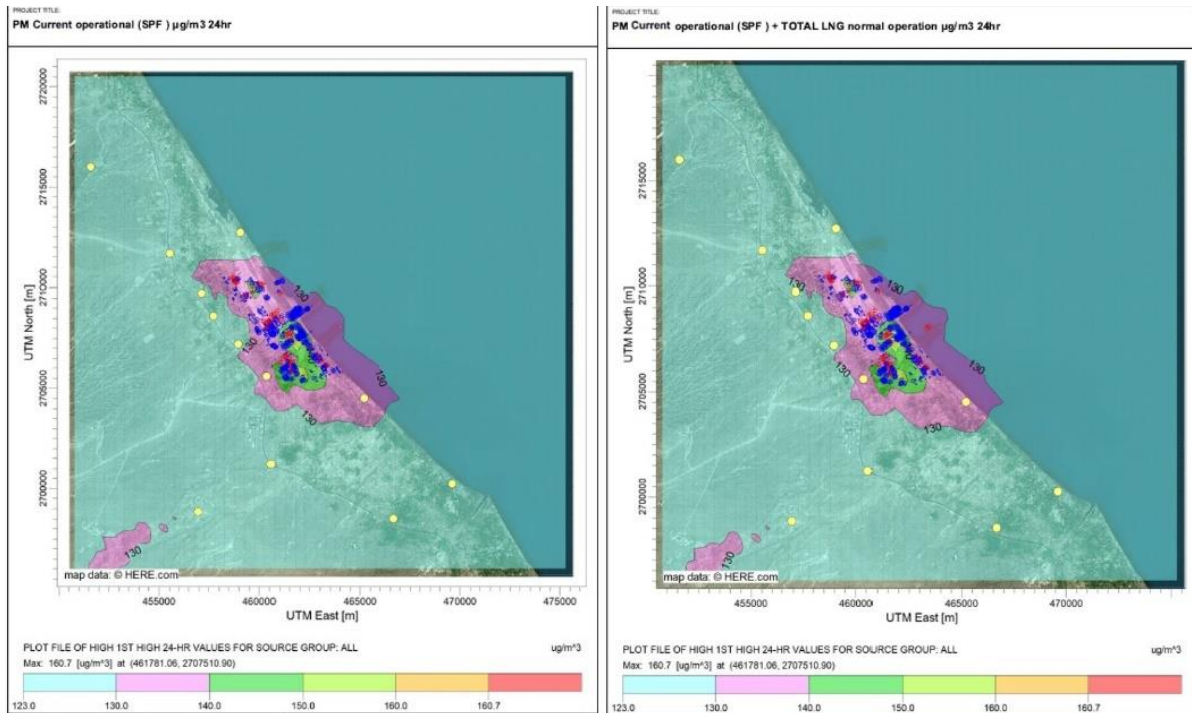 PROJECT TITLE:
PM Current operational (SPF) µg/m3 24hr
2720000
2715000
2710000
2705000
2700000
UTM North [m]
130
130
130
130
130
map data: © HERE.com
455000 460000 465000 470000 475000
UTM East [m]
PLOT FILE OF HIGH 1ST HIGH 24-HR VALUES FOR SOURCE GROUP: ALL
ug/m^3
Max: 160.7 [ug/m^3] at (461781.06, 2707510.90)
123.0 130.0 140.0 150.0 160.0 160.7
PROJECT TITLE:
PM Current operational (SPF) + TOTAL LNG normal operation µg/m3 24hr
2715000
2710000
2705000
2700000
UTM North [m]
130
130
130
130
130
map data: © HERE.com
455000 460000 465000 470000
UTM East [m]
PLOT FILE OF HIGH 1ST HIGH 24-HR VALUES FOR SOURCE GROUP: ALL
ug/m^3
Max: 160.7 [ug/m^3] at (461781.06, 2707510.90)
123.0 130.0 140.0 150.0 160.0 160.7